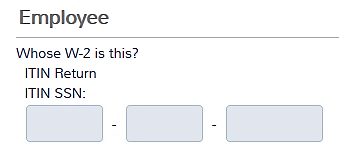 Employee
Whose W-2 is this?
ITIN Return
ITIN SSN:
- -